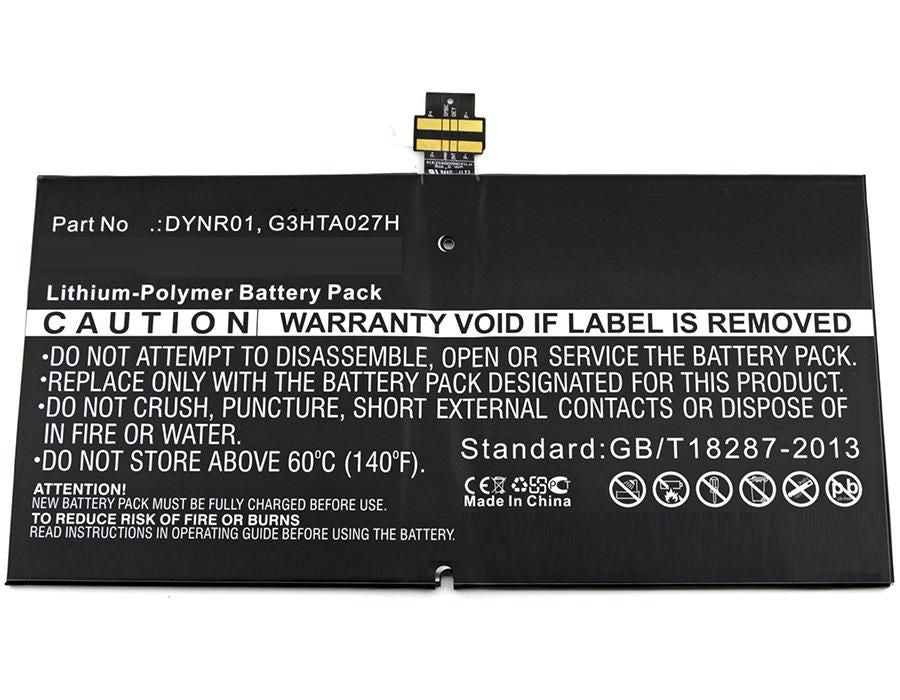 Part No .:DYNR01, G3HTA027H
Lithium-Polymer Battery Pack
CAUTION WARRANTY VOID IF LABEL IS REMOVED
•DO NOT ATTEMPT TO DISASSEMBLE, OPEN OR SERVICE THE BATTERY PACK.
•REPLACE ONLY WITH THE BATTERY PACK DESIGNATED FOR THIS PRODUCT.
•DO NOT CRUSH, PUNCTURE, SHORT EXTERNAL CONTACTS OR DISPOSE OF
IN FIRE OR WATER.
•DO NOT STORE ABOVE 60°C (140°F).
Standard:GB/T18287-2013
ATTENTION!
NEW BATTERY PACK MUST BE FULLY CHARGED BEFORE USE.
TO REDUCE RISK OF FIRE OR BURNS
READ INSTRUCTIONS IN OPERATING GUIDE BEFORE USING THE BATTERY.
CE
Made In China
pb